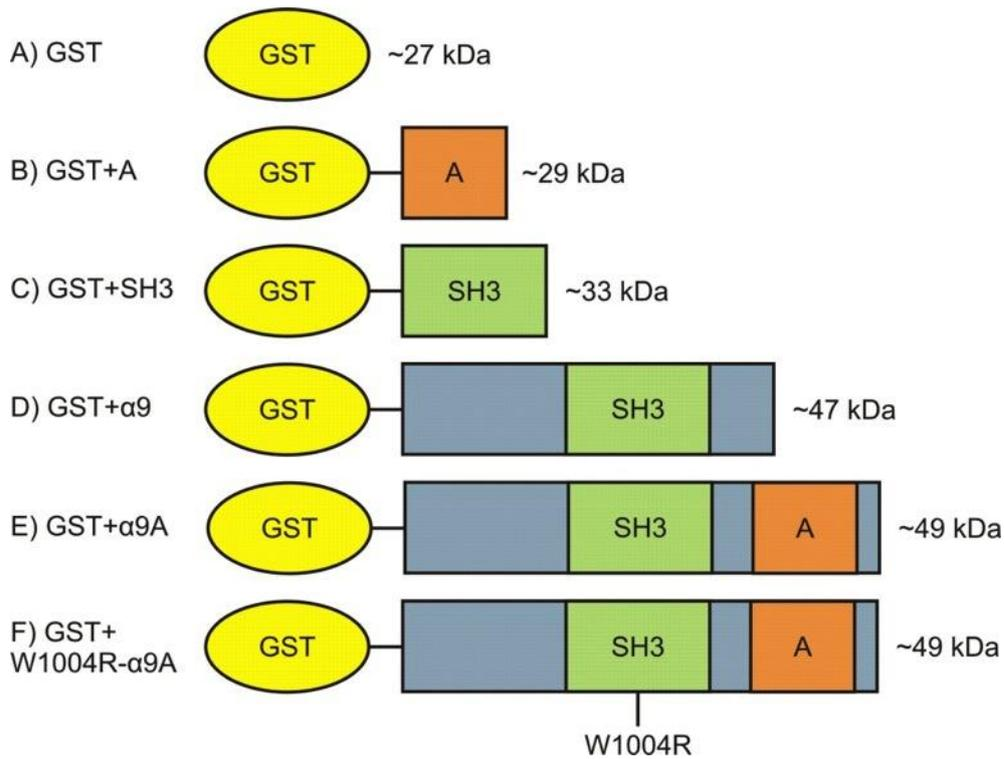 A) GST GST ~27 kDa
B) GST+A GST A ~29 kDa
C) GST+SH3 GST SH3 ~33 kDa
D) GST+α9 GST SH3 ~47 kDa
E) GST+α9A GST SH3 A ~49 kDa
F) GST+
W1004R-α9A GST SH3 A ~49 kDa
W1004R